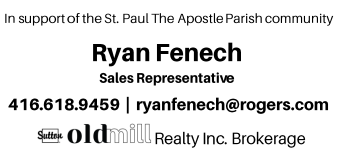 In support of the St. Paul The Apostle Parish community
Ryan Fenech
Sales Representative
416.618.9459 | ryanfenech@rogers.com
Sutton oldmill Realty Inc. Brokerage